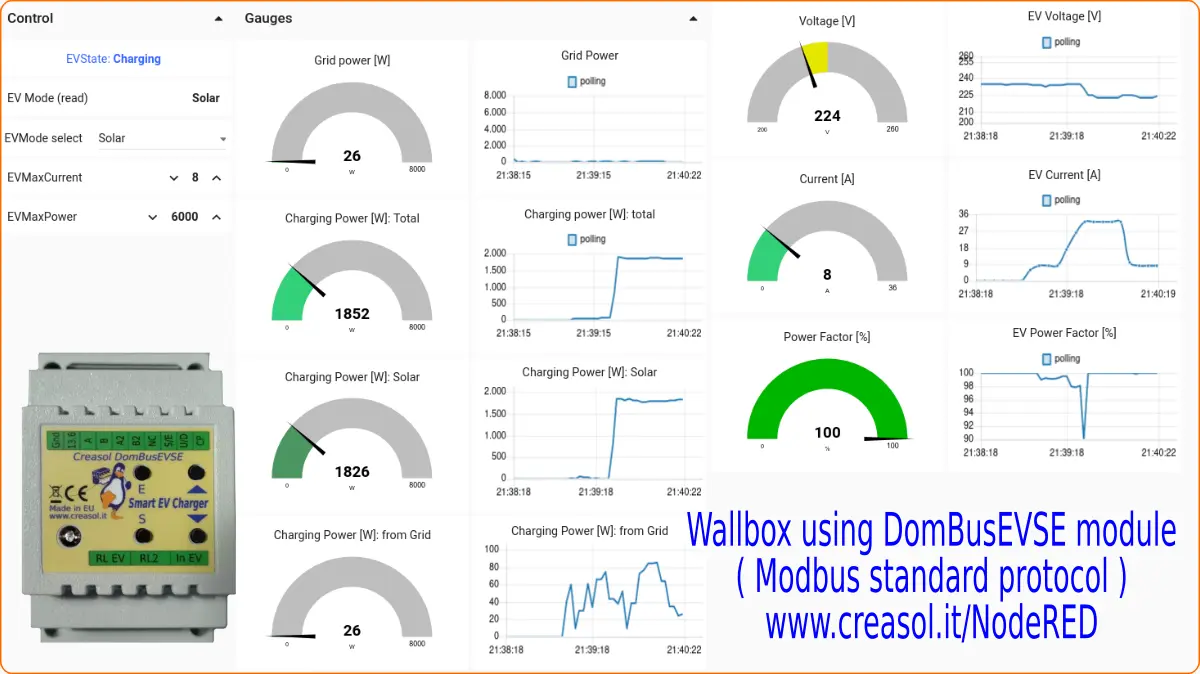 Control
EVState: Charging
EV Mode (read) Solar
EVMode select Solar
EVMaxCurrent 8
EVMaxPower 6000
Gnd 13.6 A B A2 B2 NC S/E U/D CP
Creasol DomBusEVSE
E
CE
Smart EV Charger
Made in EU
www.creasol.it
S
RL EV RL2 In EV
Gauges
Grid power [W]
26
W
0 8000
Charging Power [W]: Total
1852
W
0 8000
Charging Power [W]: Solar
1826
W
0 8000
Charging Power [W]: from Grid
26
W
0 8000
Grid Power
polling
8.000
6.000
4.000
2.000
0
21:38:15 21:39:15 21:40:22
Charging power [W]: total
polling
2.000
1.500
1.000
500
0
21:38:15 21:39:15 21:40:22
Charging Power [W]: Solar
2.000
1.500
1.000
500
0
21:38:18 21:39:18 21:40:22
Charging Power [W]: from Grid
100
80
60
40
20
0
21:38:18 21:39:18 21:40:22
Voltage [V]
224
V
200 260
Current [A]
8
A
0 36
Power Factor [%]
100
%
0 100
EV Voltage [V]
polling
260
255
240
225
210
200
21:38:18 21:39:18 21:40:22
EV Current [A]
polling
36
27
18
9
0
21:38:18 21:39:18 21:40:19
EV Power Factor [%]
polling
100
98
96
94
92
90
21:38:18 21:39:18 21:40:22
Wallbox using DomBusEVSE module
( Modbus standard protocol )
www.creasol.it/NodeRED